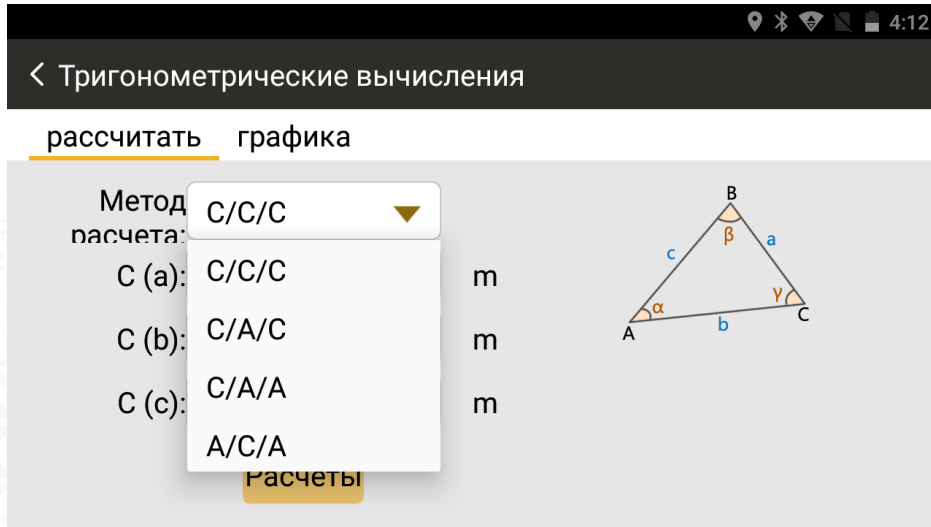 4:12
Тригонометрические вычисления
рассчитать графика
Метод расчета:
С/С/С
С/С/С
С (a): m
С/А/С
С (b): m
С/А/А
С (c): m
А/С/А
Расчеты
B
β
c a
γ
α
A b C